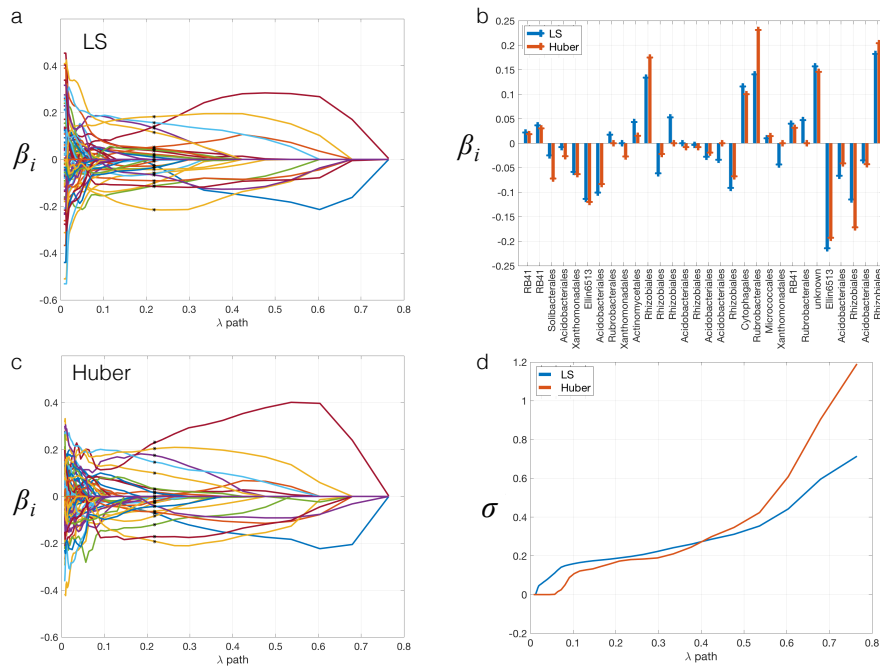 a
LS
0.4
0.2
0
-0.2
-0.4
-0.6
βi
0 0.1 0.2 0.3 0.4 0.5 0.6 0.7 0.8
λ path
b
LS
Huber
0.25
0.2
0.15
0.1
0.05
0
-0.05
-0.1
-0.15
-0.2
-0.25
βi
RB41
RB41
Solibacterales
Acidobacteriales
Xanthomonadales
Ellin6513
Acidobacteriales
Rubrobacterales
Xanthomonadales
Actinomycetales
Rhizobiales
Rhizobiales
Rhizobiales
Acidobacteriales
Rhizobiales
Acidobacteriales
Acidobacteriales
Rhizobiales
Cytophagales
Rubrobacterales
Micrococcales
Xanthomonadales
RB41
Rubrobacterales
unknown
Ellin6513
Acidobacteriales
Rhizobiales
Acidobacteriales
Rhizobiales
c
Huber
0.4
0.2
0
-0.2
-0.4
-0.6
βi
0 0.1 0.2 0.3 0.4 0.5 0.6 0.7 0.8
λ path
d
LS
Huber
1.2
1
0.8
0.6
0.4
0.2
0
-0.2
σ
0 0.1 0.2 0.3 0.4 0.5 0.6 0.7 0.8
λ path